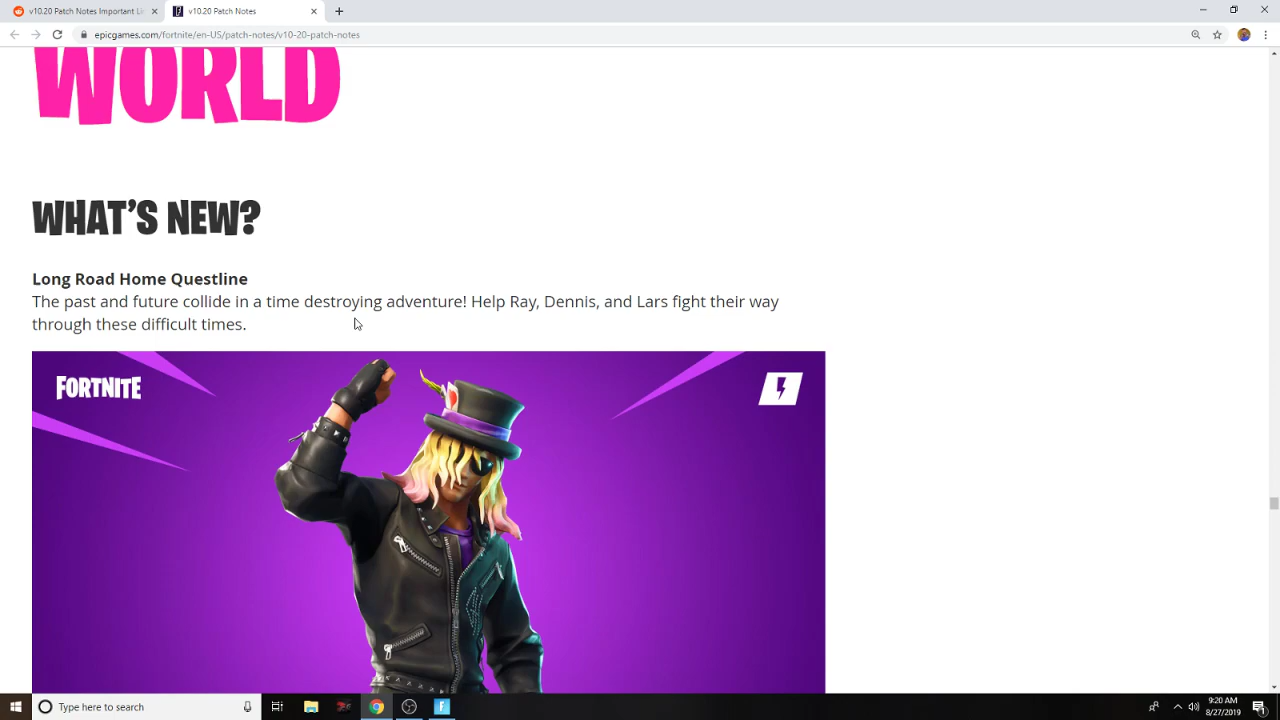 v10.20 Patch Notes Important Li
v10.20 Patch Notes
epicgames.com/fortnite/en-US/patch-notes/v10-20-patch-notes
WORLD
WHAT'S NEW?
Long Road Home Questline
The past and future collide in a time destroying adventure! Help Ray, Dennis, and Lars fight their way
through these difficult times.
FORTNITE
Type here to search
9:20 AM
8/27/2019
1